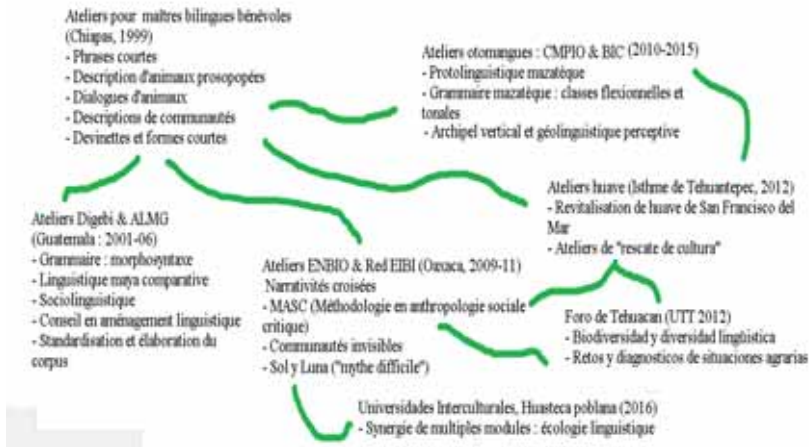 Ateliers pour maîtres bilingues bénévoles
(Chiapas, 1999)
- Phrases courtes
- Description d'animaux prosopopées
- Dialogues d'animaux
- Descriptions de communautés
- Devinettes et formes courtes
Ateliers otomangues : CMPIO & BIC (2010-2015)
- Protolinguistique mazatèque
- Grammaire mazatèque : classes flexionnelles et
tonales
- Archipel vertical et géolinguistique perceptive
Ateliers huave (Isthme de Tehuantepec, 2012)
- Revitalisation de huave de San Francisco del
Mar
- Ateliers de "rescate de cultura"
Ateliers Digebi & ALMG
(Guatemala : 2001-06)
- Grammaire : morphosyntaxe
- Linguistique maya comparative
- Sociolinguistique
- Conseil en aménagement linguistique
- Standardisation et élaboration du
corpus
Ateliers ENBIO & Red EIBI (Oaxaca, 2009-11)
Narrativités croisées
- MASC (Méthodologie en anthropologie sociale
critique)
- Communautés invisibles
- Sol y Luna ("mythe difficile")
Foro de Tehuacan (UTT 2012)
- Biodiversidad y diversidad lingüística
- Retos y diagnosticos de situaciones agrarias
Universidades Interculturales, Huasteca poblana (2016)
- Synergie de multiples modules : écologie linguistique